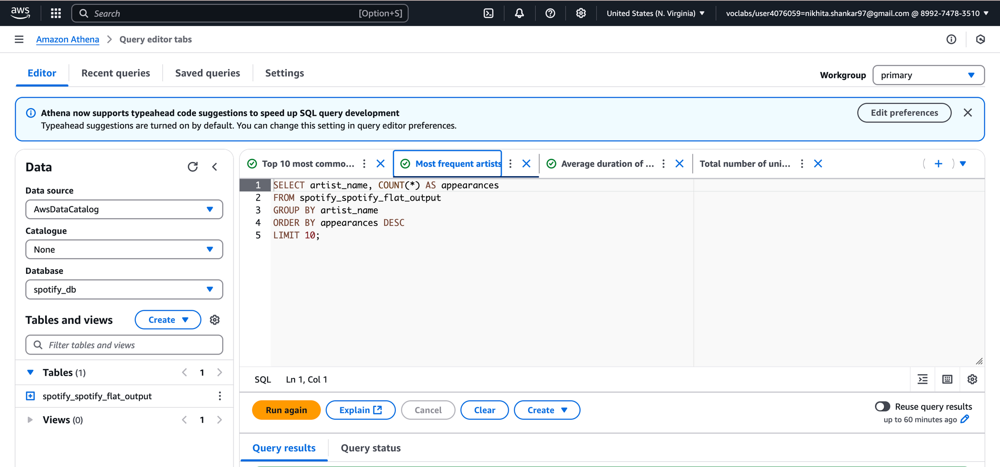 aws
Search
[Option+S]
United States (N. Virginia)
voclabs/user4076059=nikhita.shankar97@gmail.com @ 8992-7478-3510
Amazon Athena
Query editor tabs
Editor
Recent queries
Saved queries
Settings
Workgroup
primary
Athena now supports typeahead code suggestions to speed up SQL query development
Typeahead suggestions are turned on by default. You can change this setting in query editor preferences.
Edit preferences
Data
Data source
AwsDataCatalog
Catalogue
None
Database
spotify_db
Tables and views
Create
Filter tables and views
Tables (1)
1
spotify_spotify_flat_output
Views (0)
1
Top 10 most commo...
Most frequent artists
Average duration of ...
Total number of uni...
1 SELECT artist_name, COUNT(*) AS appearances
2 FROM spotify_spotify_flat_output
3 GROUP BY artist_name
4 ORDER BY appearances DESC
5 LIMIT 10;
SQL
Ln 1, Col 1
Run again
Explain
Cancel
Clear
Create
Reuse query results
up to 60 minutes ago
Query results
Query status